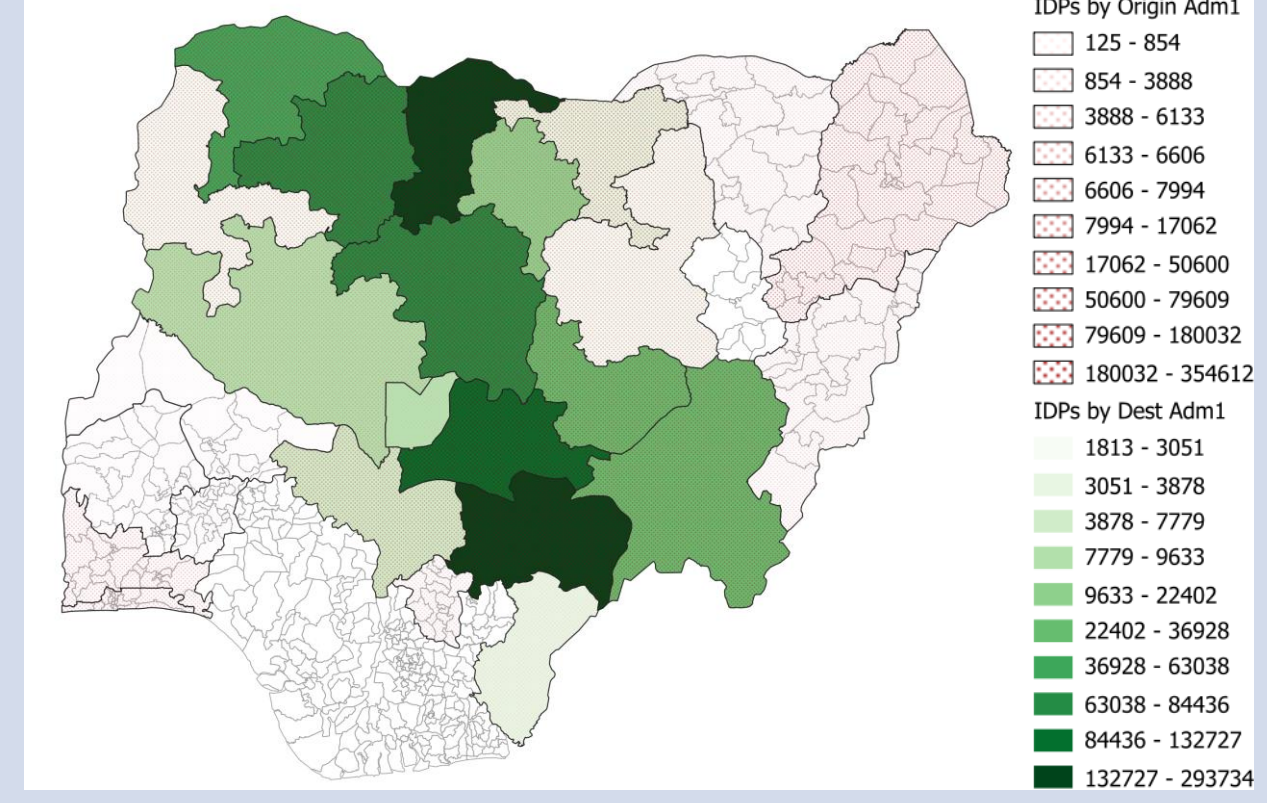 IDPs by Origin Adm1
125 - 854
854 - 3888
3888 - 6133
6133 - 6606
6606 - 7994
7994 - 17062
17062 - 50600
50600 - 79609
79609 - 180032
180032 - 354612
IDPs by Dest Adm1
1813 - 3051
3051 - 3878
3878 - 7779
7779 - 9633
9633 - 22402
22402 - 36928
36928 - 63038
63038 - 84436
84436 - 132727
132727 - 293734